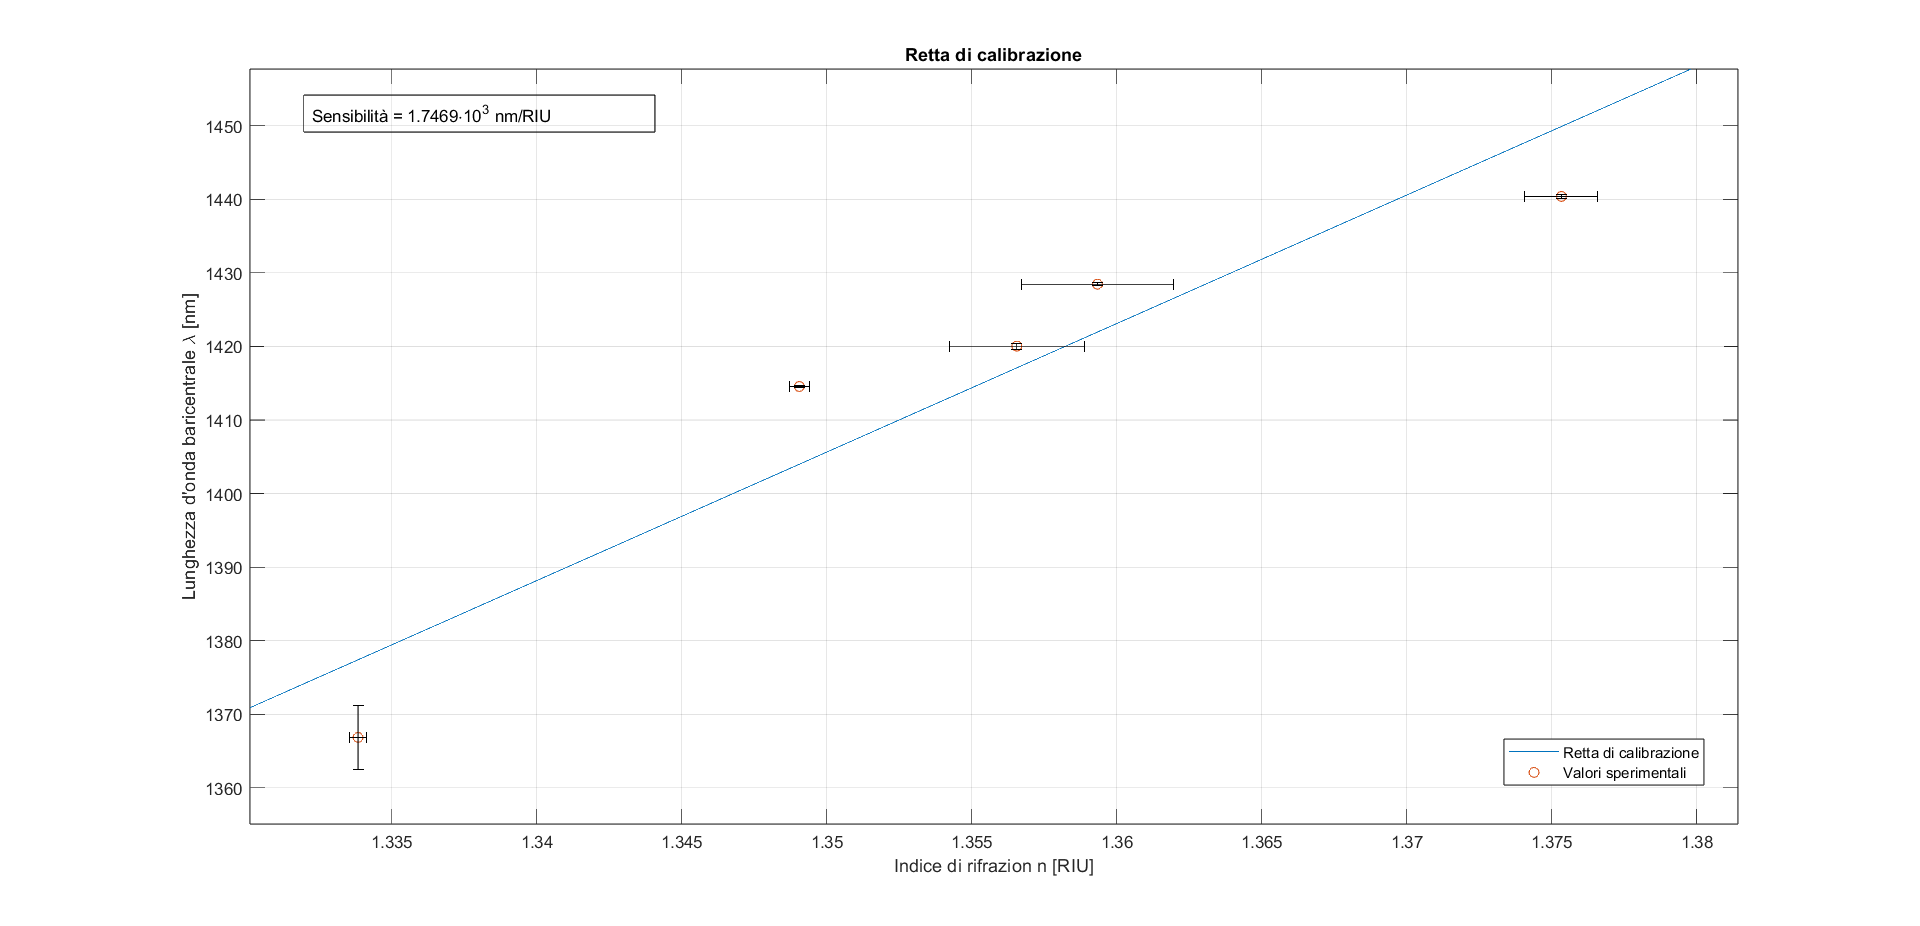 Retta di calibrazione
Sensibilità = 1.7469·10³ nm/RIU
1450
1440
1430
1420
1410
1400
1390
1380
1370
1360
Lunghezza d'onda baricentrale λ [nm]
Retta di calibrazione
Valori sperimentali
1.335 1.34 1.345 1.35 1.355 1.36 1.365 1.37 1.375 1.38
Indice di rifrazion n [RIU]